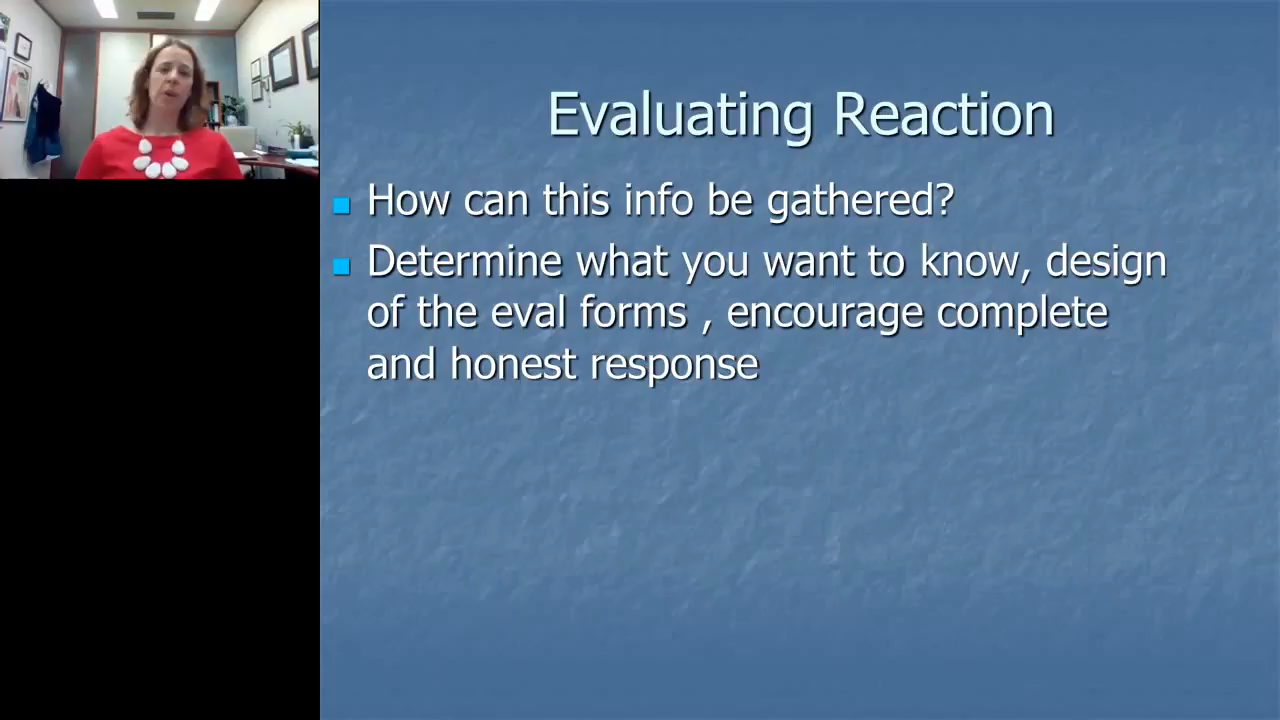 Evaluating Reaction
How can this info be gathered?
Determine what you want to know, design
of the eval forms , encourage complete
and honest response